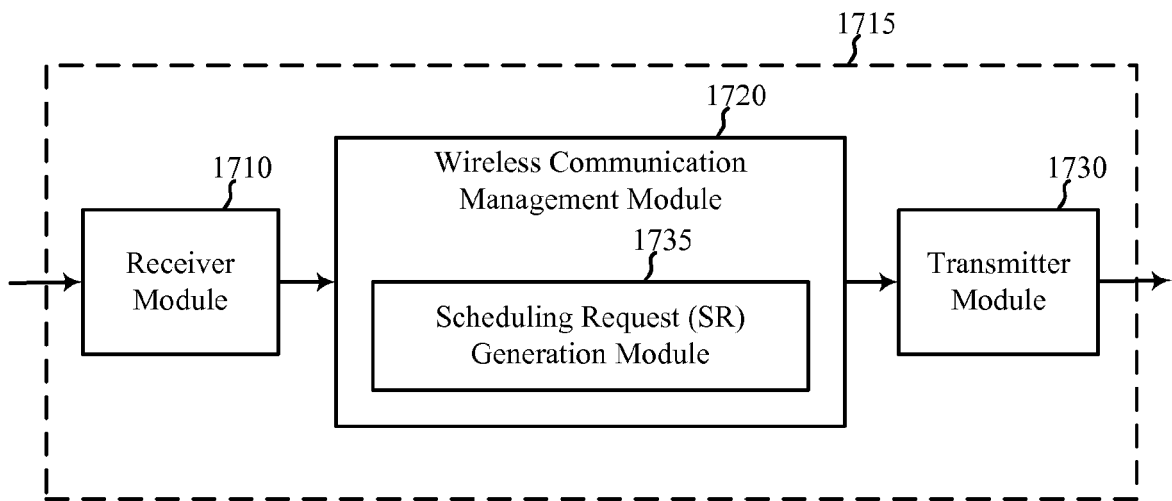 1715
1720
Wireless Communication
Management Module
1710
1730
Receiver
Module
1735
Scheduling Request (SR)
Generation Module
Transmitter
Module